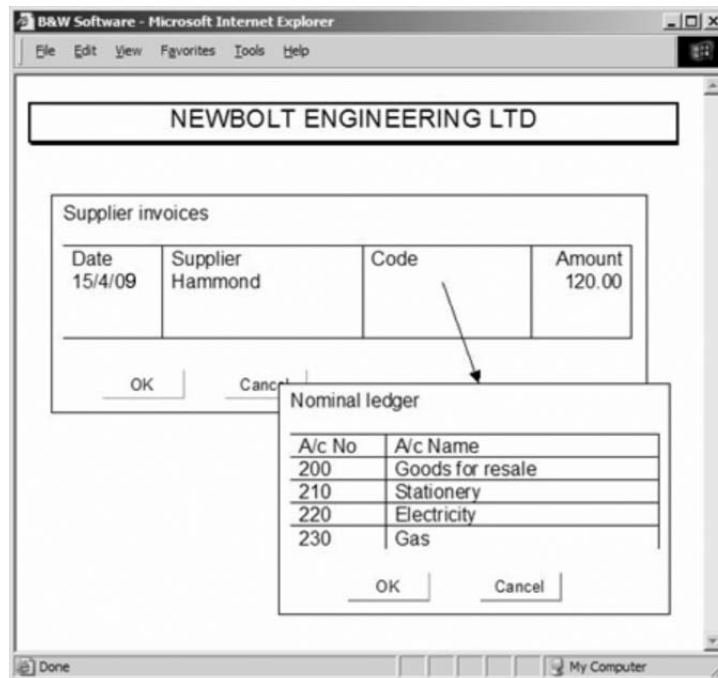 B&W Software - Microsoft Internet Explorer
File Edit View Favorites Tools Help
NEWBOLT ENGINEERING LTD
Supplier invoices
Date Supplier Code Amount
15/4/09 Hammond 120.00
OK Cancel
Nominal ledger
A/c No A/c Name
200 Goods for resale
210 Stationery
220 Electricity
230 Gas
OK Cancel
Done My Computer